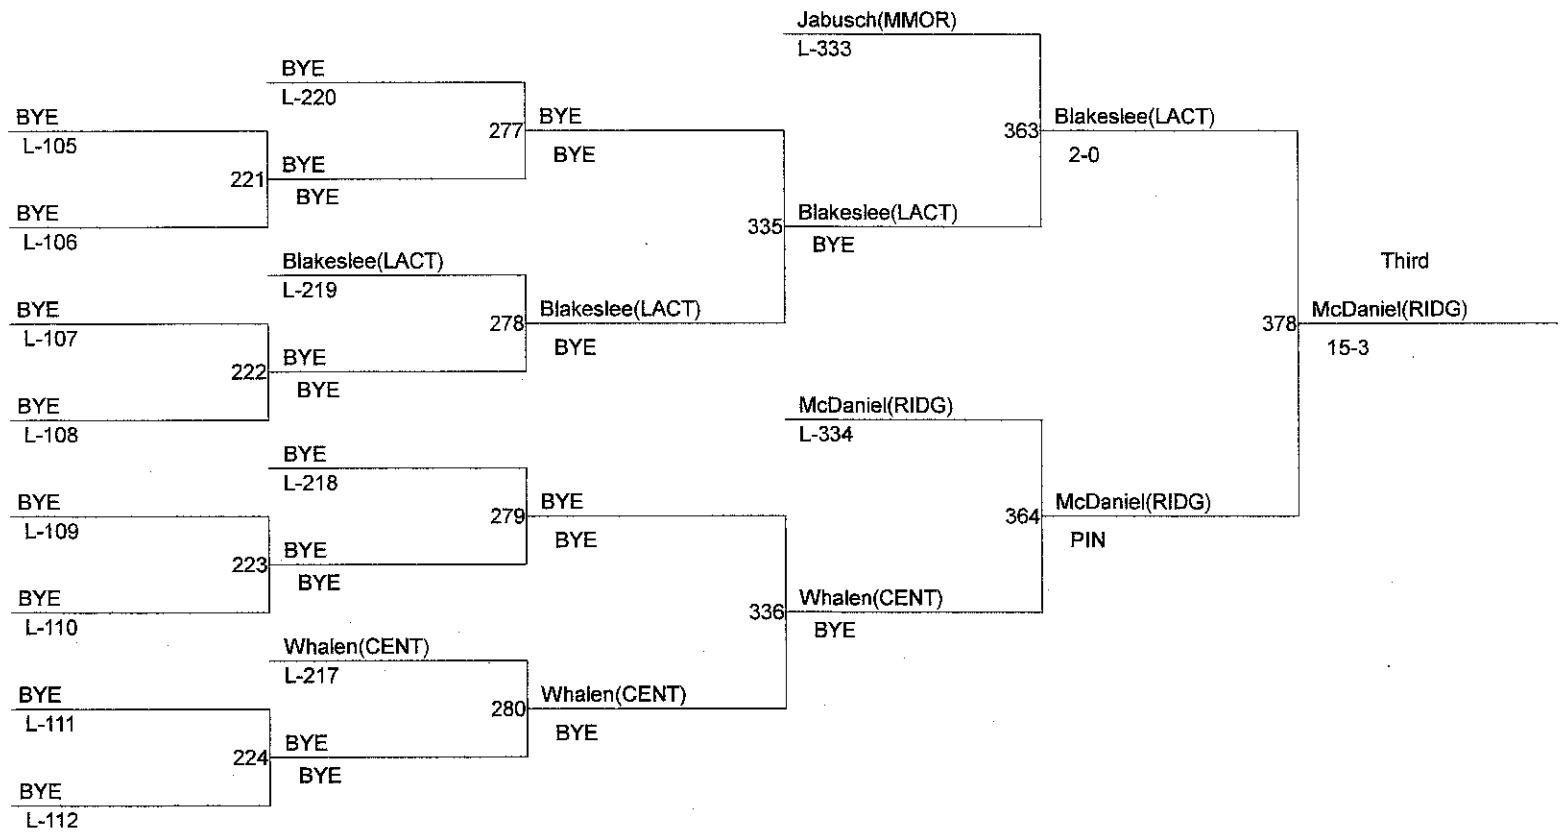 Jabusch(MMOR)
L-333
BYE
L-220
BYE
L-105
277
BYE
BYE
363
Blakeslee(LACT)
2-0
221
BYE
BYE
BYE
L-106
335
Blakeslee(LACT)
BYE
Blakeslee(LACT)
L-219
Third
BYE
L-107
278
Blakeslee(LACT)
BYE
378
McDaniel(RIDG)
15-3
222
BYE
BYE
BYE
L-108
McDaniel(RIDG)
L-334
BYE
L-218
BYE
L-109
279
BYE
BYE
364
McDaniel(RIDG)
PIN
223
BYE
BYE
BYE
L-110
336
Whalen(CENT)
BYE
Whalen(CENT)
L-217
BYE
L-111
280
Whalen(CENT)
BYE
224
BYE
BYE
BYE
L-112